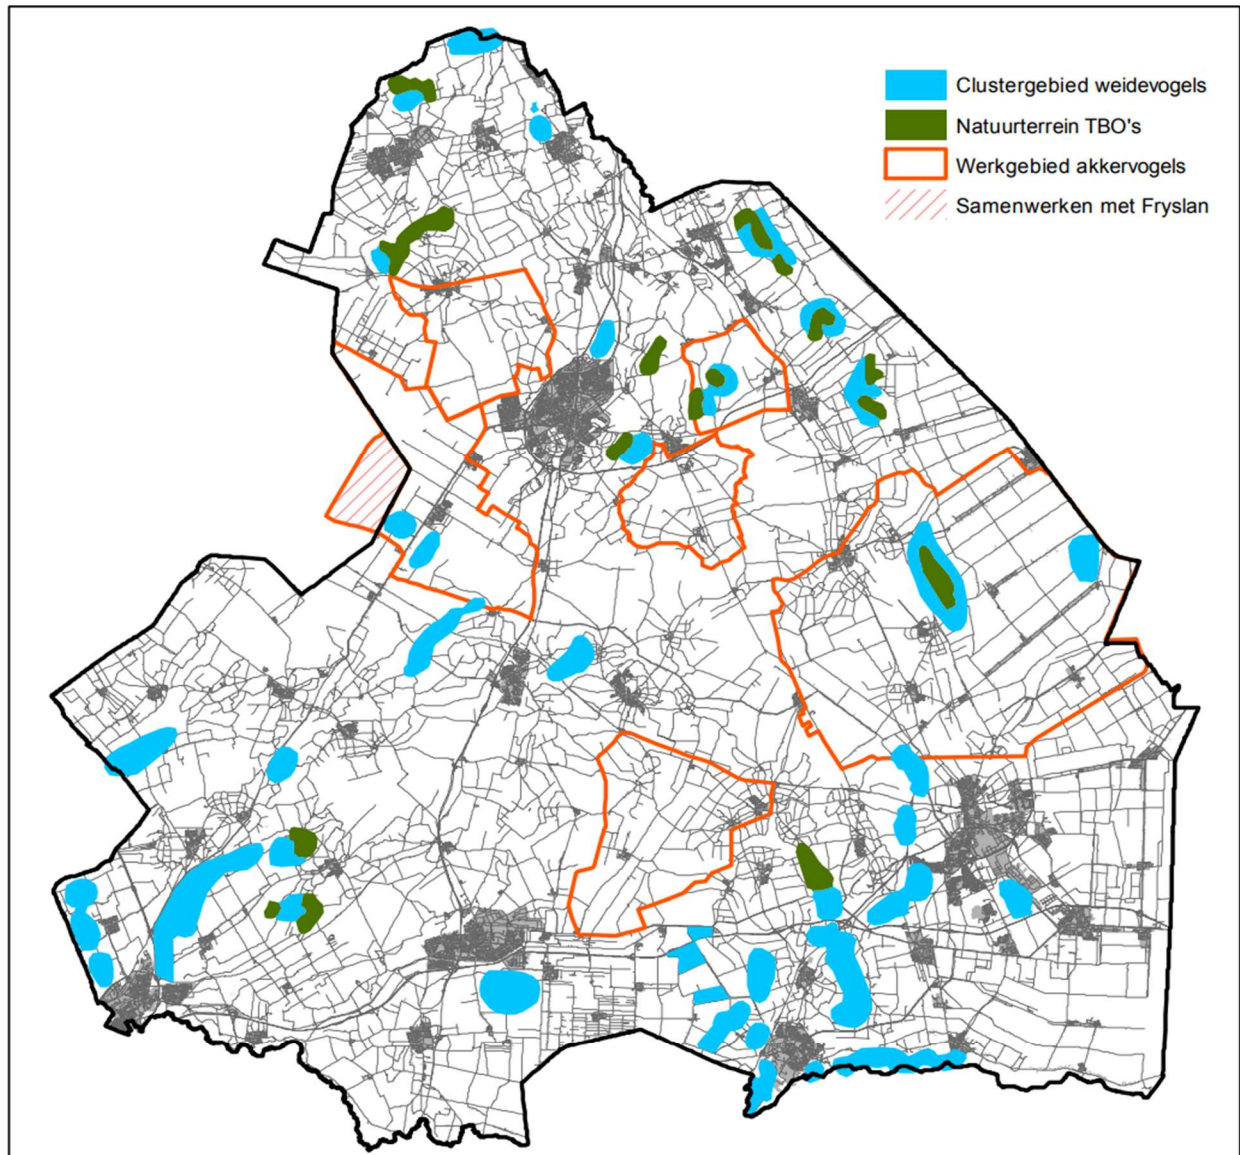 Clustergebied weidevogels
Natuurterrein TBO's
Werkgebied akkervogels
Samenwerken met Fryslan